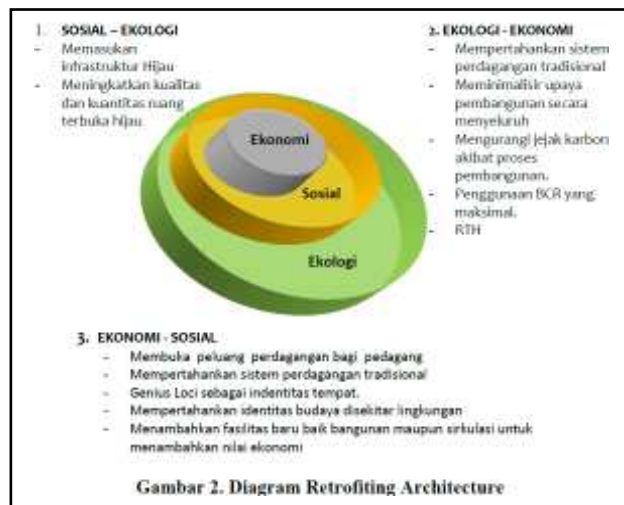 1. SOSIAL – EKOLOGI
- Memasukan
infrastruktur Hijau
- Meningkatkan kualitas
dan kuantitas ruang
terbuka hijau
2. EKOLOGI - EKONOMI
- Mempertahankan sistem
perdagangan tradisional
- Meminimalisir upaya
pembangunan secara
menyeluruh
- Mengurangi jejak karbon
akibat proses
pembangunan.
- Penggunaan BCR yang
maksimal.
- RTH
Ekonomi
Sosial
Ekologi
3. EKONOMI - SOSIAL
- Membuka peluang perdagangan bagi pedagang
- Mempertahankan sistem perdagangan tradisional
- Genius Loci sebagai indentitas tempat.
- Mempertahankan identitas budaya disekitar lingkungan
- Menambahkan fasilitas baru baik bangunan maupun sirkulasi untuk
menambahkan nilai ekonomi
Gambar 2. Diagram Retrofiting Architecture